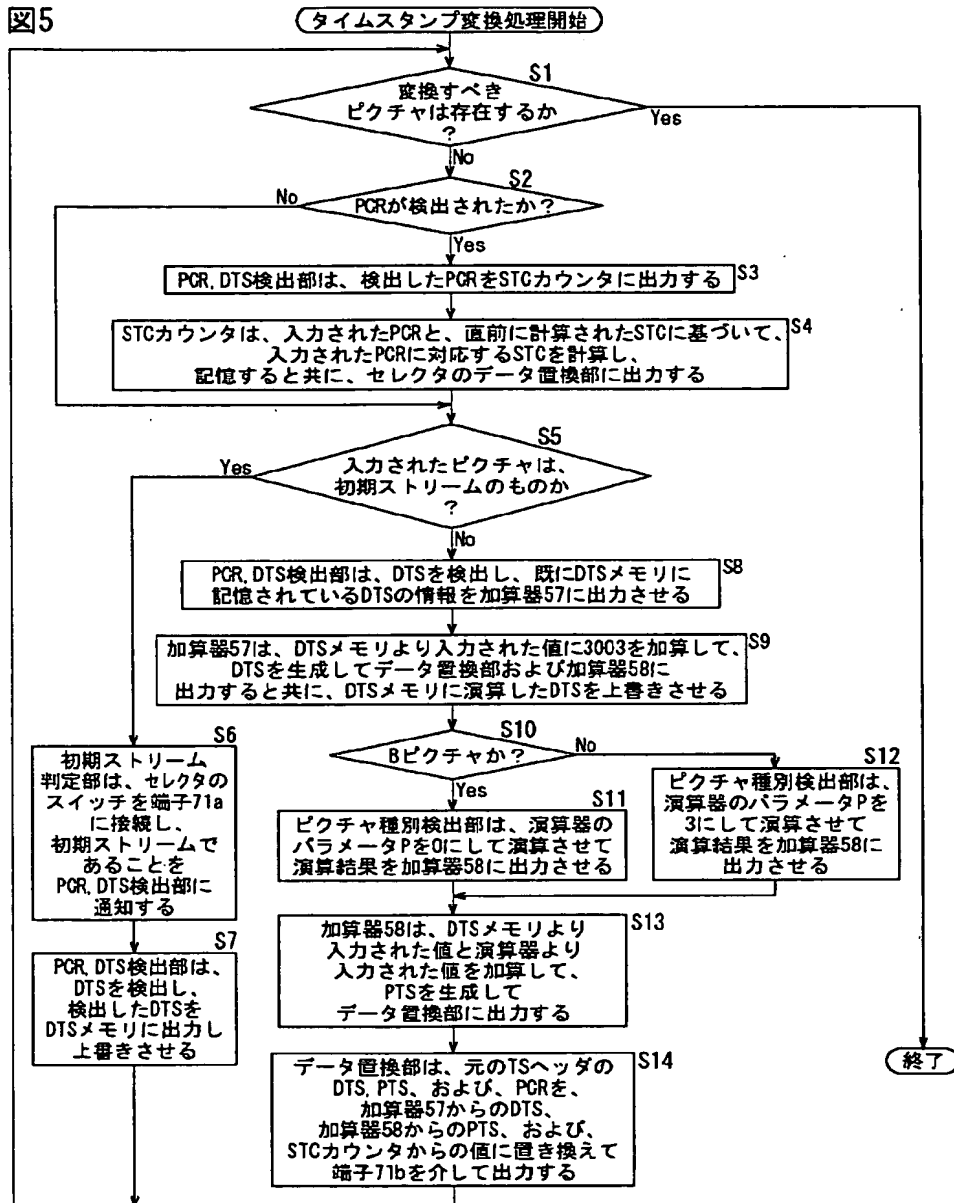 図5
タイムスタンプ変換処理開始
S1
変換すべき
ピクチャは存在するか
?
Yes
No
S2
PCRが検出されたか?
No
Yes
S3
PCR,DTS検出部は、検出したPCRをSTCカウンタに出力する
S4
STCカウンタは、入力されたPCRと、直前に計算されたSTCに基づいて、
入力されたPCRに対応するSTCを計算し、
記憶すると共に、セレクタのデータ置換部に出力する
S5
入力されたピクチャは、
初期ストリームのものか
?
Yes
No
S8
PCR,DTS検出部は、DTSを検出し、既にDTSメモリに
記憶されているDTSの情報を加算器57に出力させる
S9
加算器57は、DTSメモリより入力された値に3003を加算して、
DTSを生成してデータ置換部および加算器58に
出力すると共に、DTSメモリに演算したDTSを上書きさせる
S10
Bピクチャか?
No
Yes
S6
初期ストリーム
判定部は、セレクタの
スイッチを端子71a
に接続し、
初期ストリームで
あることを
PCR,DTS検出部に
通知する
S11
ピクチャ種別検出部は、演算器の
パラメータPを0にして演算させて
演算結果を加算器58に出力させる
S12
ピクチャ種別検出部は、
演算器のパラメータPを
3にして演算させて
演算結果を加算器58に
出力させる
S7
PCR,DTS検出部は、
DTSを検出し、
検出したDTSを
DTSメモリに出力し
上書きさせる
S13
加算器58は、DTSメモリより
入力された値と演算器より
入力された値を加算して、
PTSを生成して
データ置換部に出力する
S14
データ置換部は、元のTSヘッダの
DTS,PTS、および、PCRを、
加算器57からのDTS、
加算器58からのPTS、および、
STCカウンタからの値に置き換えて
端子71bを介して出力する
終了